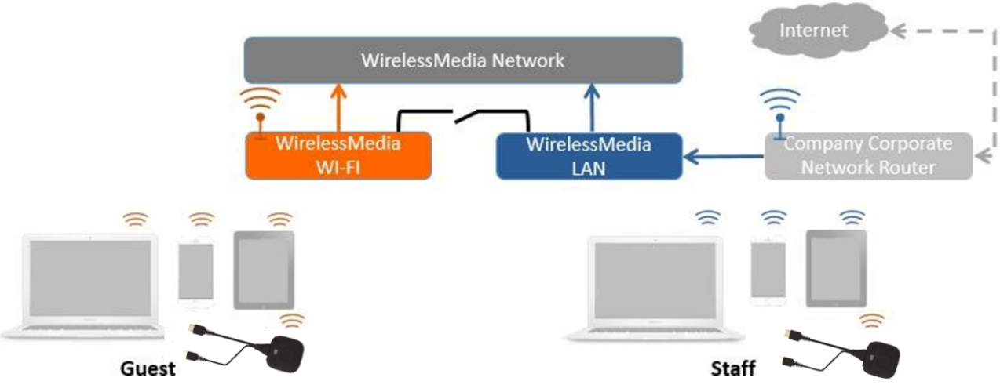 Internet
WirelessMedia Network
WirelessMedia
WI-FI
WirelessMedia
LAN
Company Corporate
Network Router
Guest
Staff